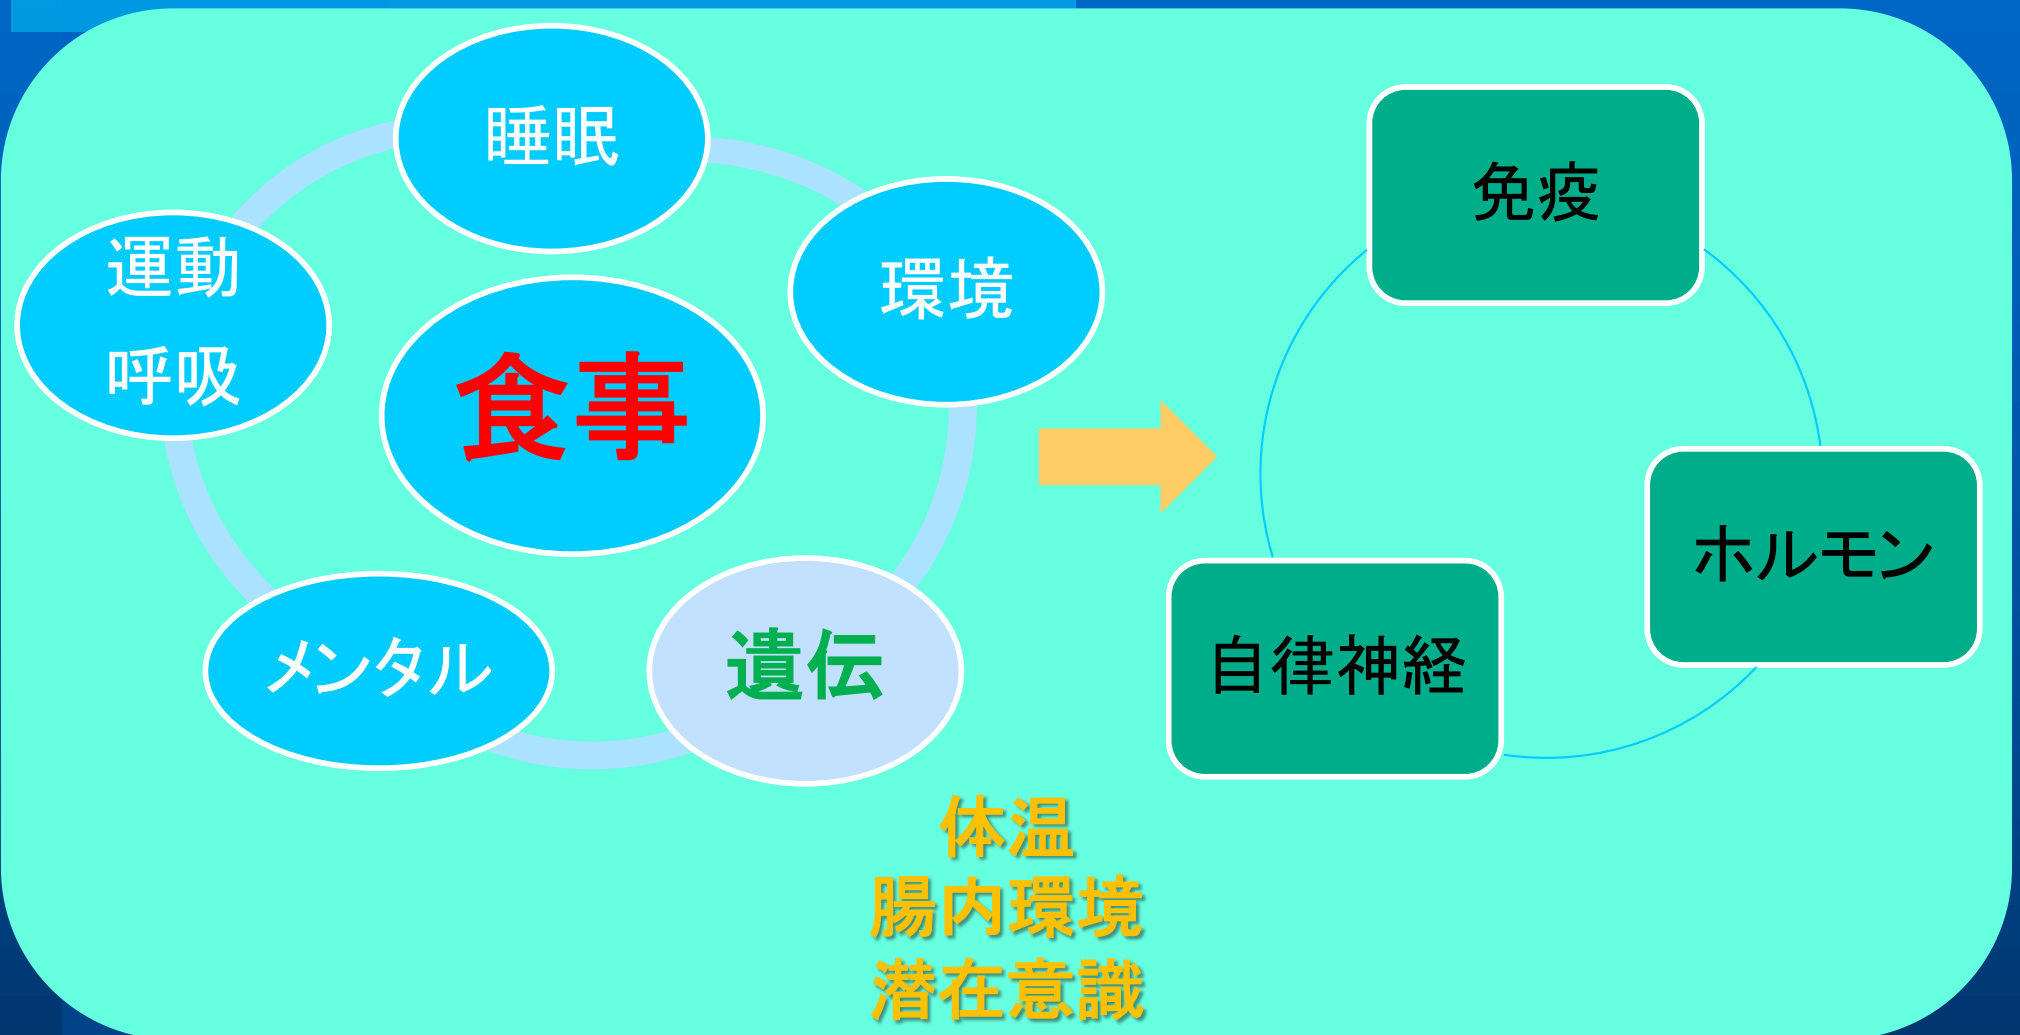 睡眠
環境
運動
呼吸
食事
メンタル
遺伝
免疫
ホルモン
自律神経
体温
腸内環境
潜在意識